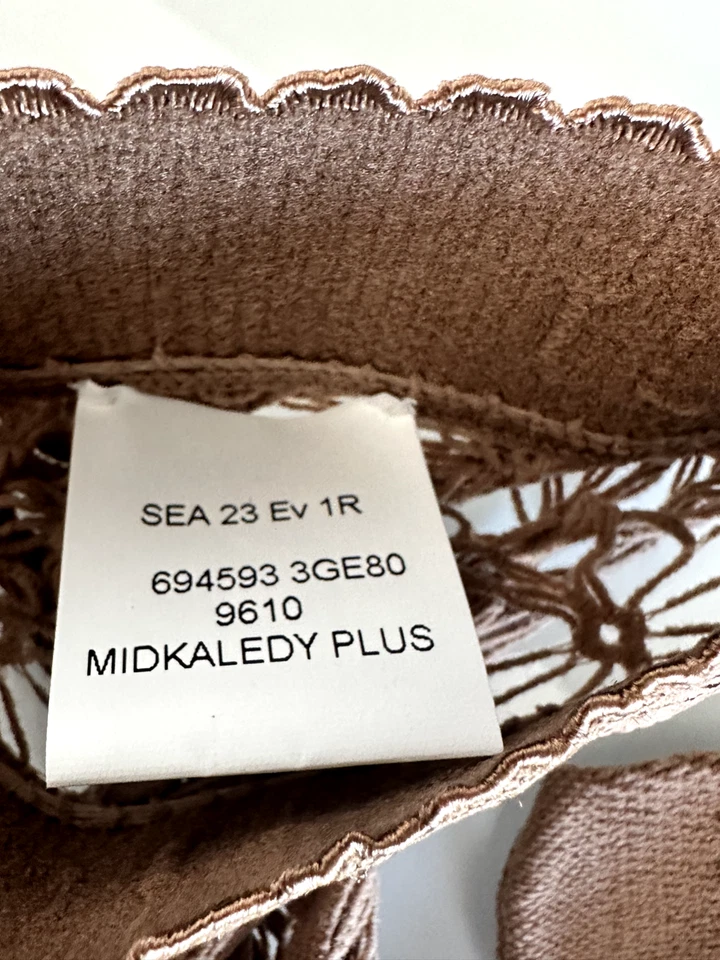 SEA 23 Ev 1R
694593 3GE80
9610
MIDKALEDY PLUS